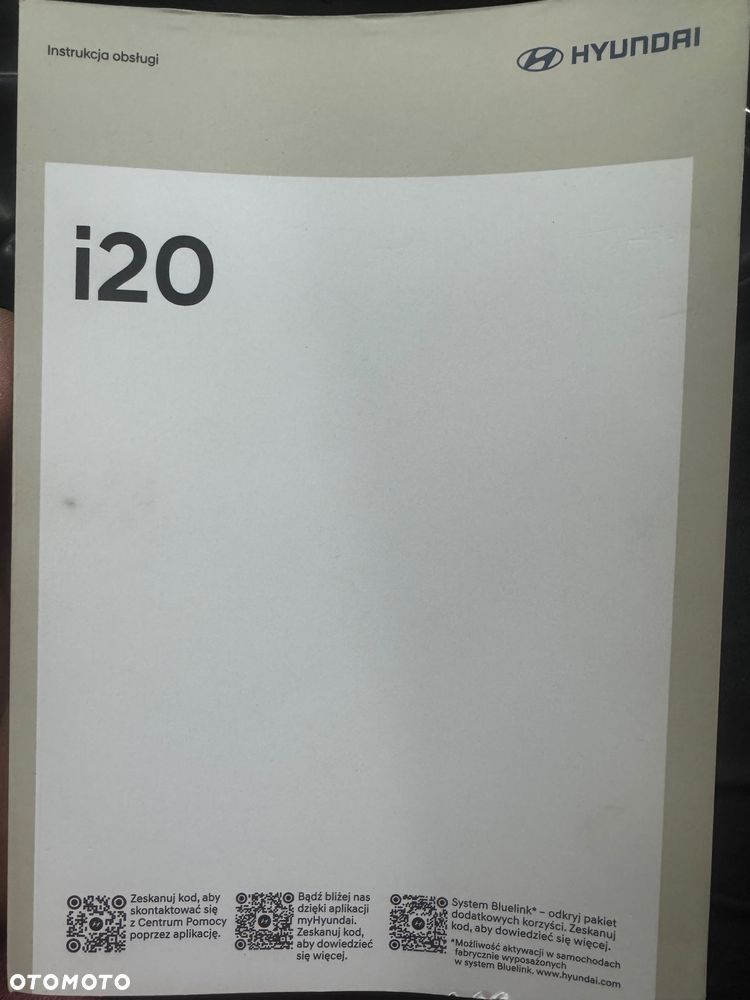 Instrukcja obsługi
HYUNDAI
i20
Zeskanuj kod, aby
skontaktować się
z Centrum Pomocy
poprzez aplikację.
Bądź bliżej nas
dzięki aplikacji
myHyundai.
Zeskanuj kod,
aby dowiedzieć
się więcej.
System Bluelink* – odkryj pakiet
dodatkowych korzyści. Zeskanuj
kod, aby dowiedzieć się więcej.
*Możliwość aktywacji w samochodach
fabrycznie wyposażonych
w system Bluelink. www.hyundai.com
OTOMOTO